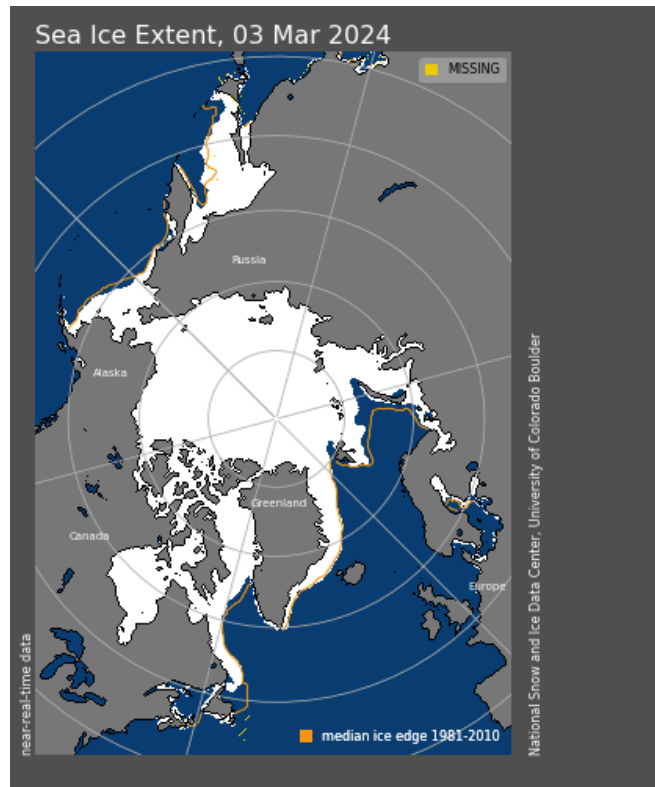 Sea Ice Extent, 03 Mar 2024
MISSING
Russia
Alaska
Greenland
Canada
Europe
near-real-time data
National Snow and Ice Data Center, University of Colorado Boulder
median ice edge 1981-2010